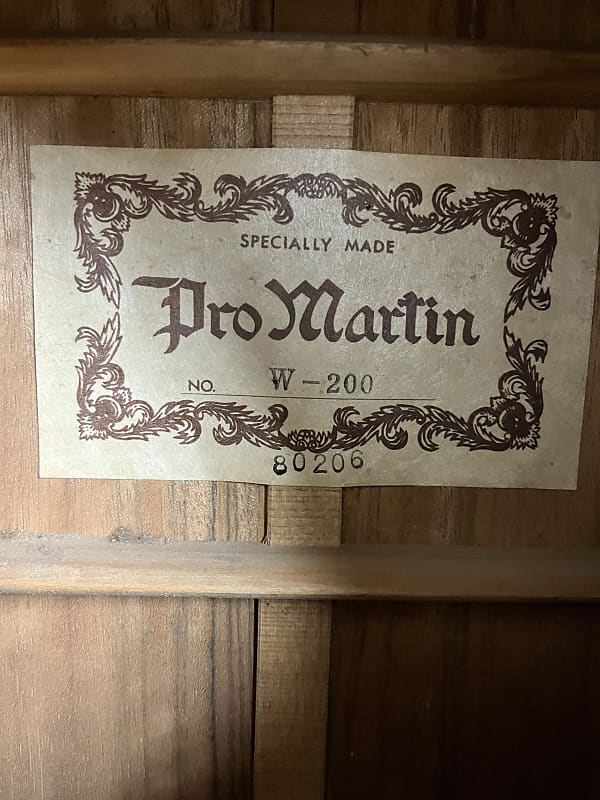 SPECIALLY MADE
Pro Martin
NO. W-200
80206